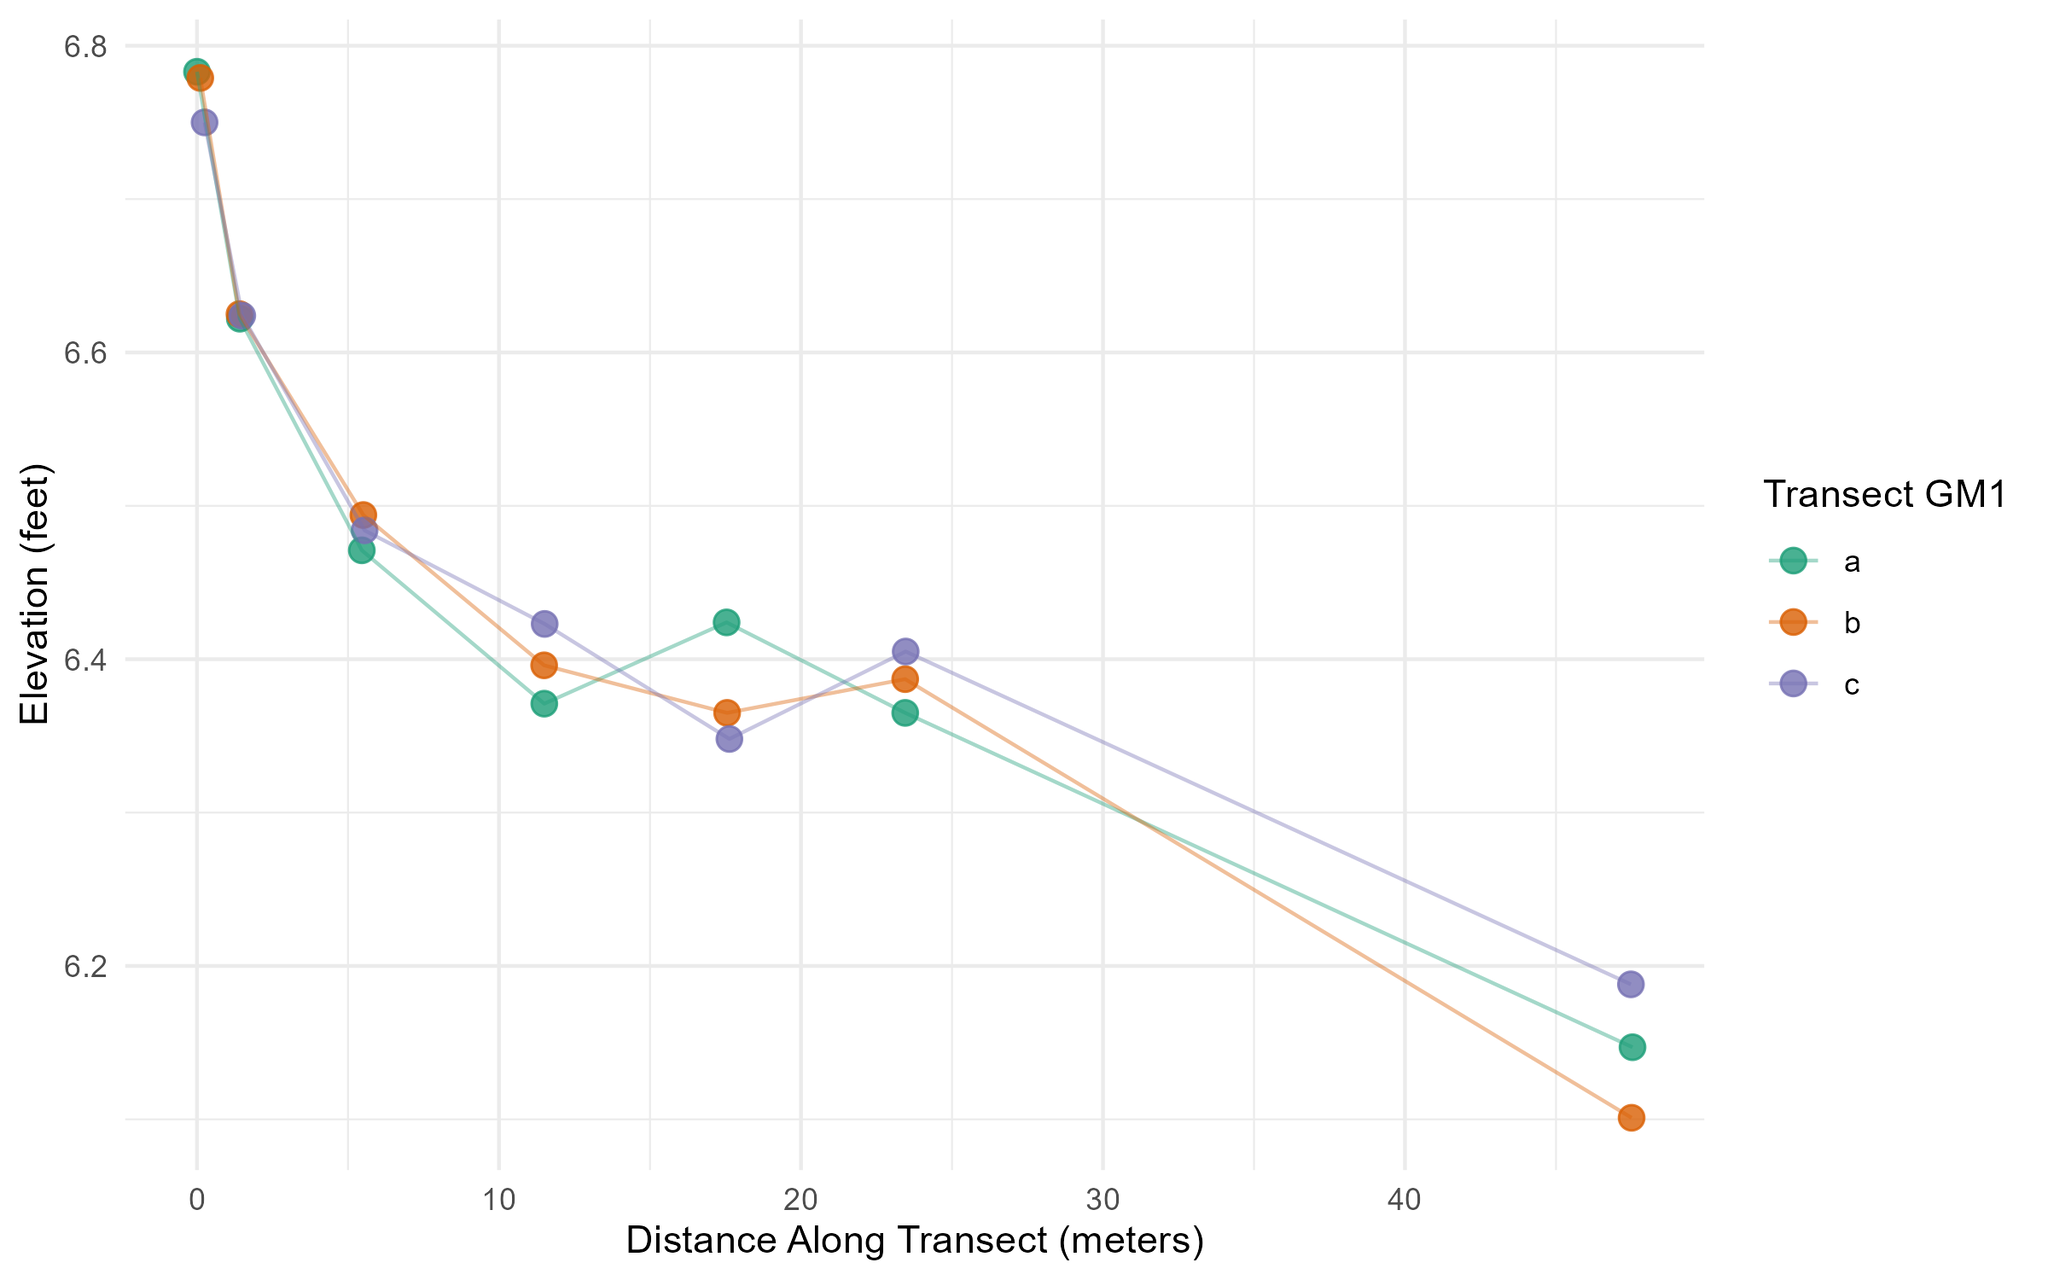 6.8
6.6
6.4
6.2
Elevation (feet)
0 10 20 30 40
Distance Along Transect (meters)
Transect GM1
a
b
c